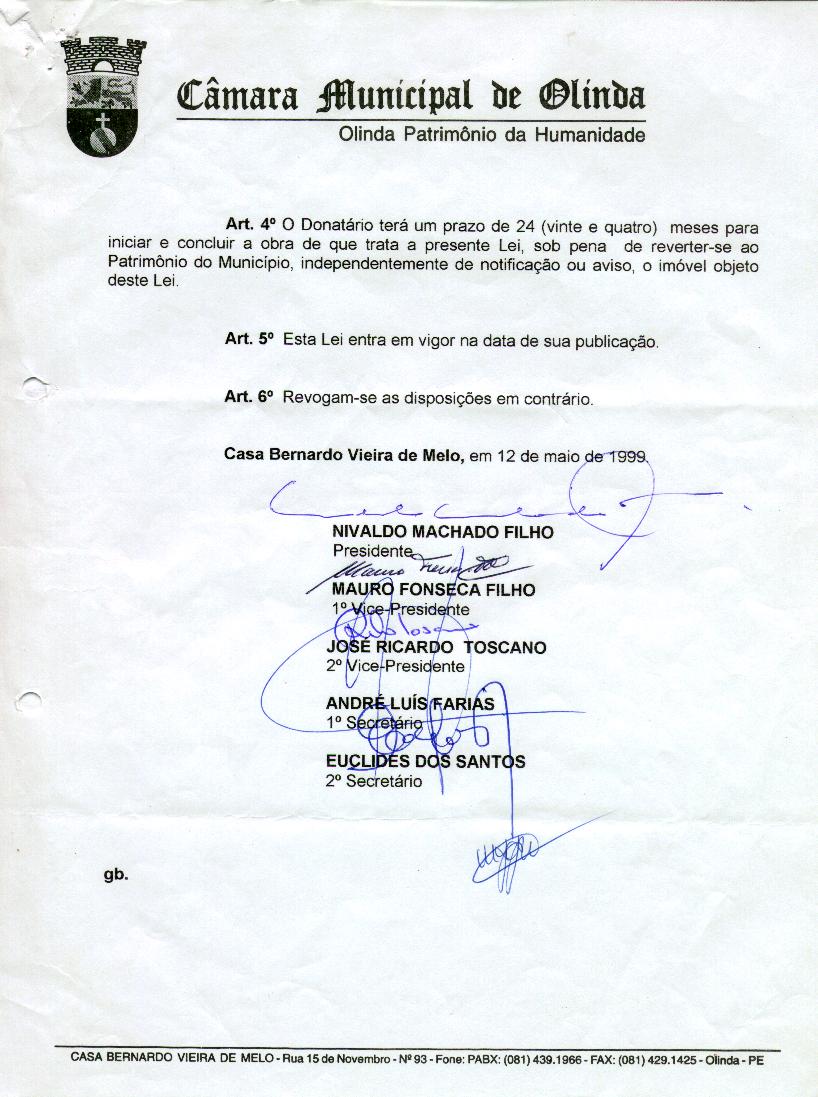 Câmara Municipal de Olinda
Olinda Patrimônio da Humanidade
Art. 4º O Donatário terá um prazo de 24 (vinte e quatro) meses para
iniciar e concluir a obra de que trata a presente Lei, sob pena de reverter-se ao
Patrimônio do Município, independentemente de notificação ou aviso, o imóvel objeto
deste Lei.
Art. 5º Esta Lei entra em vigor na data de sua publicação.
Art. 6º Revogam-se as disposições em contrário.
Casa Bernardo Vieira de Melo, em 12 de maio de 1999.
NIVALDO MACHADO FILHO
Presidente
MAURO FONSECA FILHO
1º Vice-Presidente
JOSÉ RICARDO TOSCANO
2º Vice-Presidente
ANDRÉ LUÍS FARIAS
1º Secretário
EUCLIDES DOS SANTOS
2º Secretário
gb.
CASA BERNARDO VIEIRA DE MELO - Rua 15 de Novembro - Nº 93 - Fone: PABX: (081) 439.1966 - FAX: (081) 429.1425 - Olinda - PE